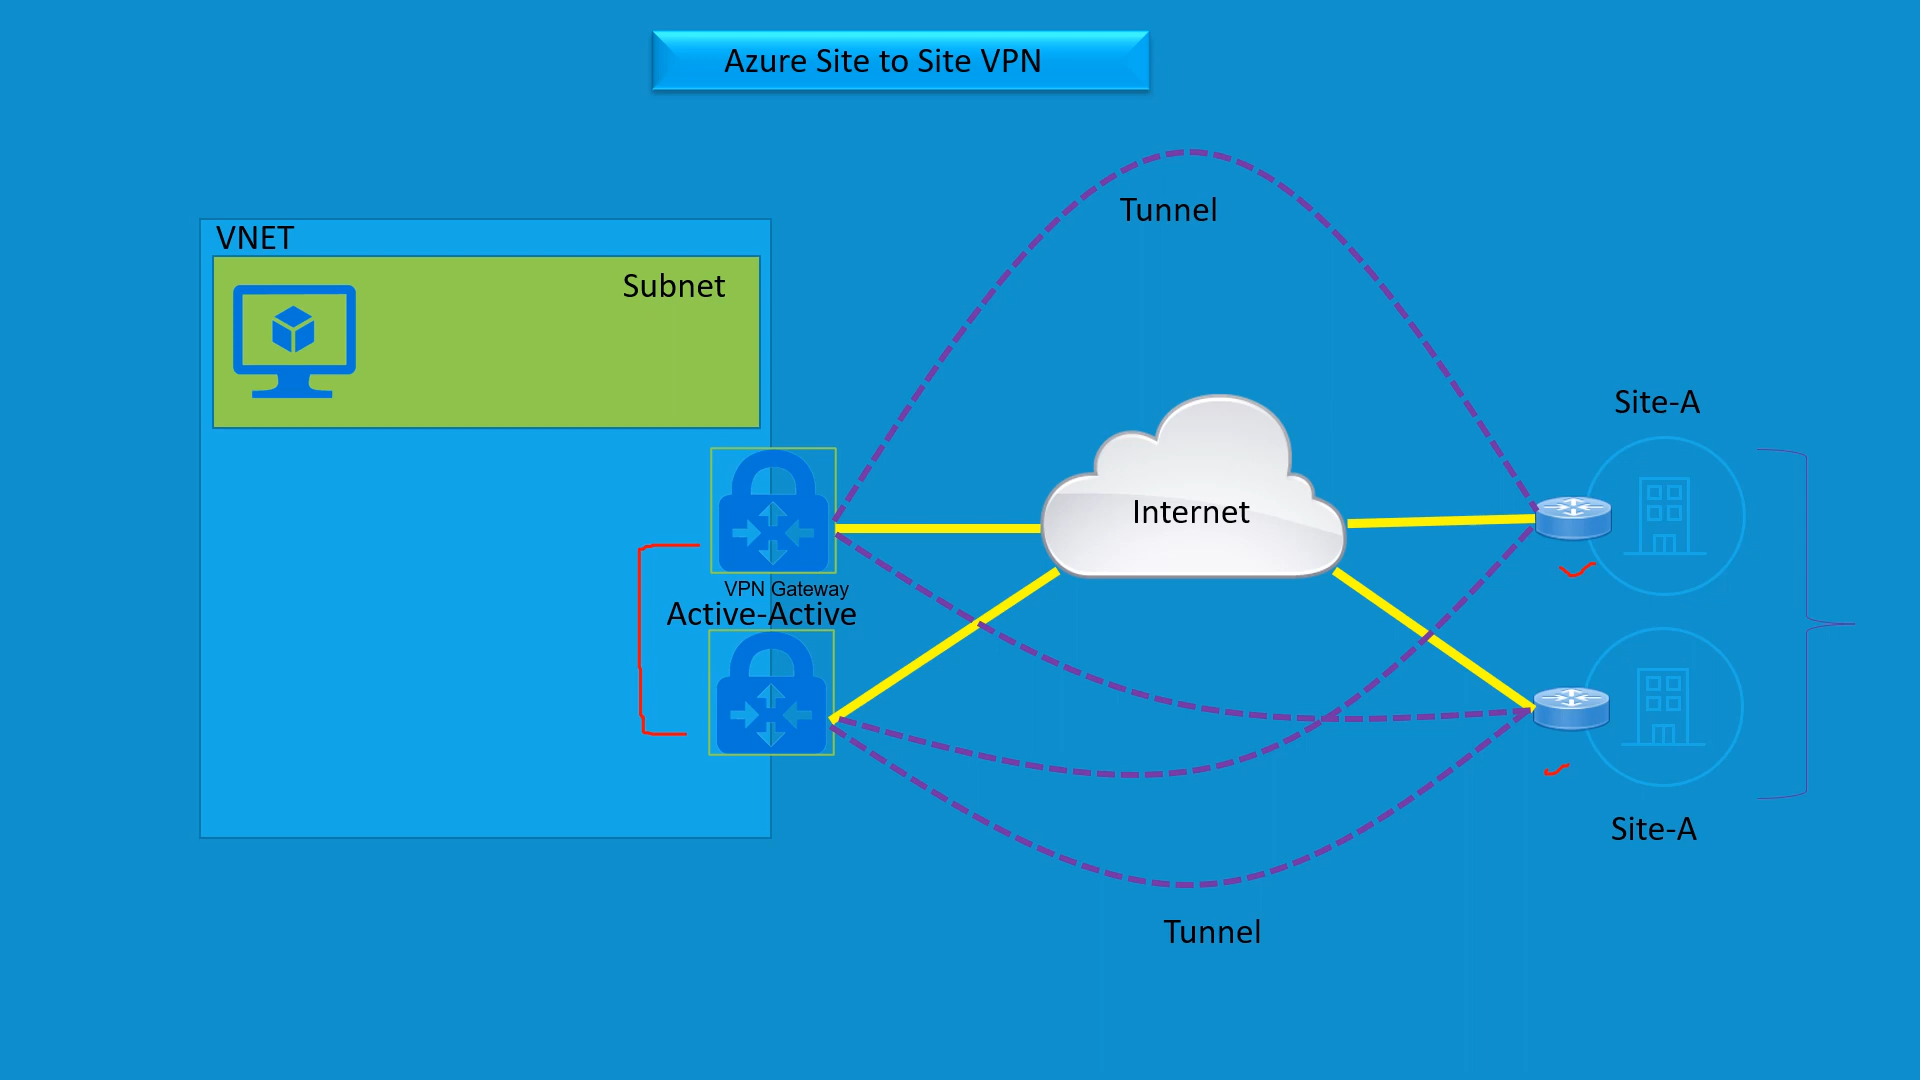 Azure Site to Site VPN
Tunnel
VNET
Subnet
Site-A
Internet
VPN Gateway
Active-Active
Site-A
Tunnel